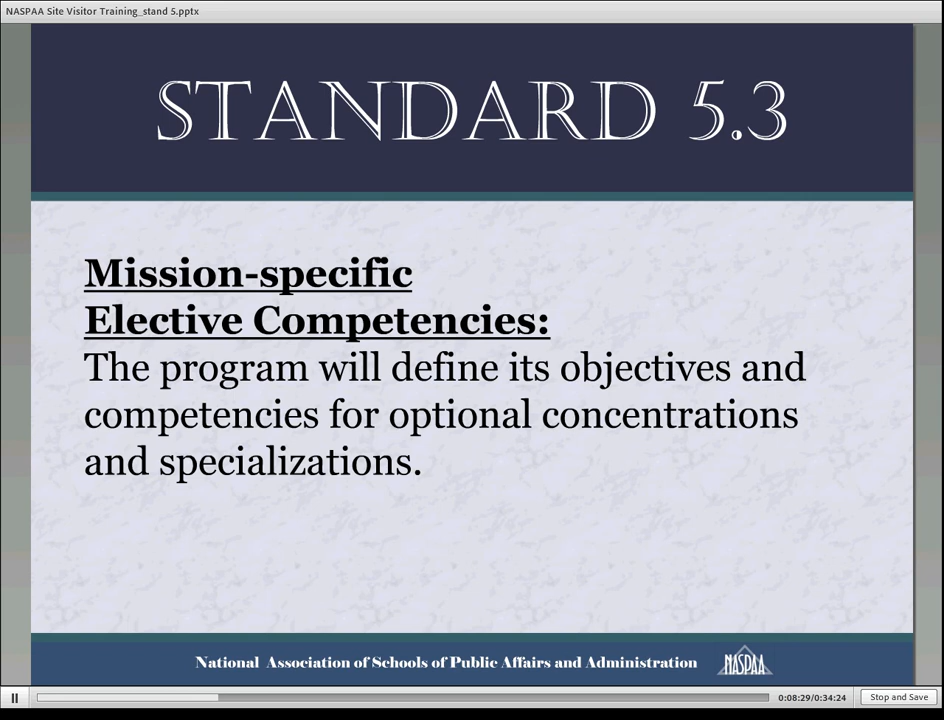 NASPAA Site Visitor Training_stand 5.pptx
STANDARD 5.3
Mission-specific
Elective Competencies:
The program will define its objectives and
competencies for optional concentrations
and specializations.
National Association of Schools of Public Affairs and Administration
NASPAA
0:08:29/0:34:24
Stop and Save